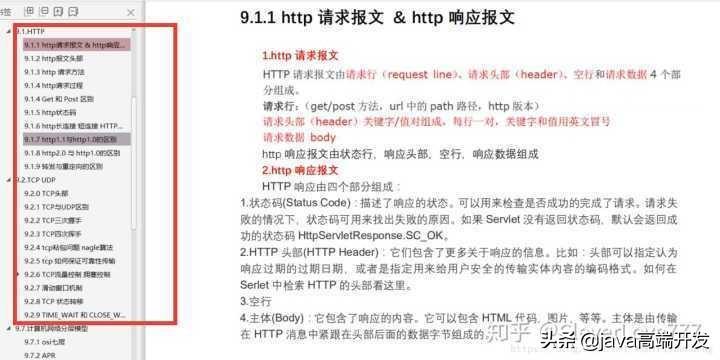 书签
9.1.HTTP
9.1.1 http请求报文 & http响应...
9.1.2 http报文头部
9.1.3 http 请求方法
9.1.4 http请求过程
9.1.4 Get 和 Post 区别
9.1.5 http状态码
9.1.6 http长连接 短连接 HTTP...
9.1.7 http1.1与http1.0的区别
9.1.8 http2.0 与 http1.0的区别
9.1.9 转发与重定向的区别
9.2.TCP UDP
9.2.0 TCP头部
9.2.1 TCP与UDP区别
9.2.2 TCP三次握手
9.2.3 TCP四次挥手
9.2.4 tcp粘包问题 nagle算法
9.2.5 tcp 如何保证可靠性传输
9.2.6 TCP流量控制 拥塞控制
9.2.7 滑动窗口机制
9.2.8 TCP 状态转移
9.2.9 TIME_WAIT 和 CLOSE_W...
9.7.计算机网络分层模型
9.7.1 osi七层
9.7.2 APR
9.1.1 http 请求报文 & http 响应报文
1.http 请求报文
HTTP 请求报文由请求行(request line)、请求头部(header)、空行和请求数据 4 个部
分组成。
请求行:(get/post 方法,url 中的 path 路径,http 版本)
请求头部(header)关键字/值对组成,每行一对,关键字和值用英文冒号
请求数据 body
http 响应报文由状态行,响应头部,空行,响应数据组成
2.http 响应报文
HTTP 响应由四个部分组成:
1.状态码(Status Code):描述了响应的状态。可以用来检查是否成功的完成了请求。请求失
败的情况下,状态码可用来找出失败的原因。如果 Servlet 没有返回状态码,默认会返回成
功的状态码 HttpServletResponse.SC_OK。
2.HTTP 头部(HTTP Header):它们包含了更多关于响应的信息。比如:头部可以指定认为
响应过期的过期日期,或者是指定用来给用户安全的传输实体内容的编码格式。如何在
Serlet 中检索 HTTP 的头部看这里。
3.空行
4.主体(Body):它包含了响应的内容。它可以包含 HTML 代码,图片,等等。主体是由传输
在 HTTP 消息中紧跟在头部后面的数据字节组成的。
知乎
头条 @java高端开发